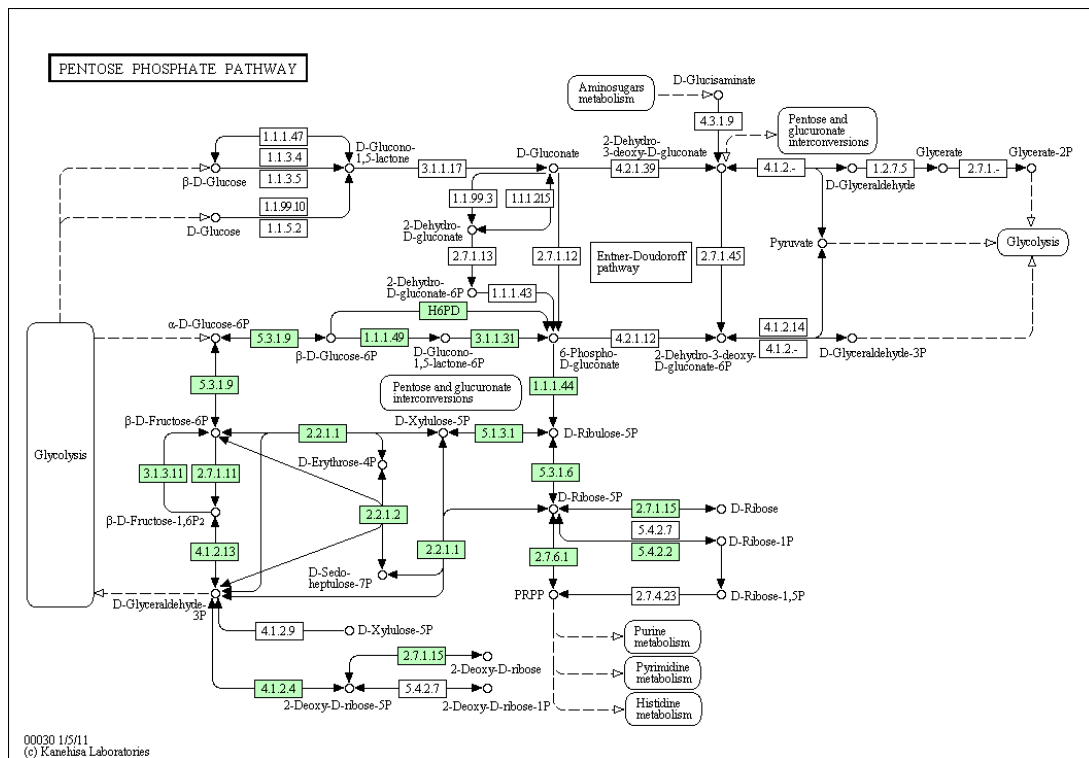 PENTOSE PHOSPHATE PATHWAY
D-Glucisaminate
Aminosugars
metabolism
4.3.1.9
Pentose and
glucuronate
interconversions
1.1.1.47
D-Glucono-
1,5-lactone
1.1.3.4
β-D-Glucose
1.1.3.5
3.1.1.17
D-Gluconate
2-Dehydro-
3-deoxy-D-gluconate
4.2.1.39
4.1.2.-
D-Glyceraldehyde
1.2.7.5
Glycerate
2.7.1.-
Glycerate-2P
1.1.99.10
D-Glucose
1.1.5.2
1.1.99.3
1.1.1.215
2-Dehydro-
D-gluconate
2.7.1.13
2.7.1.12
Entner-Doudoroff
pathway
2.7.1.45
Pyruvate
Glycolysis
2-Dehydro-
D-gluconate-6P
1.1.1.43
H6PD
α-D-Glucose-6P
5.3.1.9
β-D-Glucose-6P
1.1.1.49
D-Glucono-
1,5-lactone-6P
3.1.1.31
6-Phospho-
D-gluconate
4.2.1.12
2-Dehydro-3-deoxy-
D-gluconate-6P
4.1.2.14
4.1.2.-
D-Glyceraldehyde-3P
5.3.1.9
Pentose and glucuronate
interconversions
1.1.1.44
Glycolysis
β-D-Fructose-6P
2.2.1.1
D-Xylulose-5P
5.1.3.1
D-Ribulose-5P
D-Erythrose-4P
3.1.3.11
2.7.1.11
5.3.1.6
β-D-Fructose-1,6P2
2.2.1.2
D-Ribose-5P
2.7.1.15
D-Ribose
5.4.2.7
D-Ribose-1P
5.4.2.2
4.1.2.13
2.2.1.1
2.7.6.1
D-Sedo-
heptulose-7P
D-Glyceraldehyde-
3P
PRPP
2.7.4.23
D-Ribose-1,5P
4.1.2.9
D-Xylulose-5P
Purine
metabolism
2.7.1.15
2-Deoxy-D-ribose
Pyrimidine
metabolism
4.1.2.4
2-Deoxy-D-ribose-5P
5.4.2.7
2-Deoxy-D-ribose-1P
Histidine
metabolism
00030 1/5/11
(c) Kanehisa Laboratories